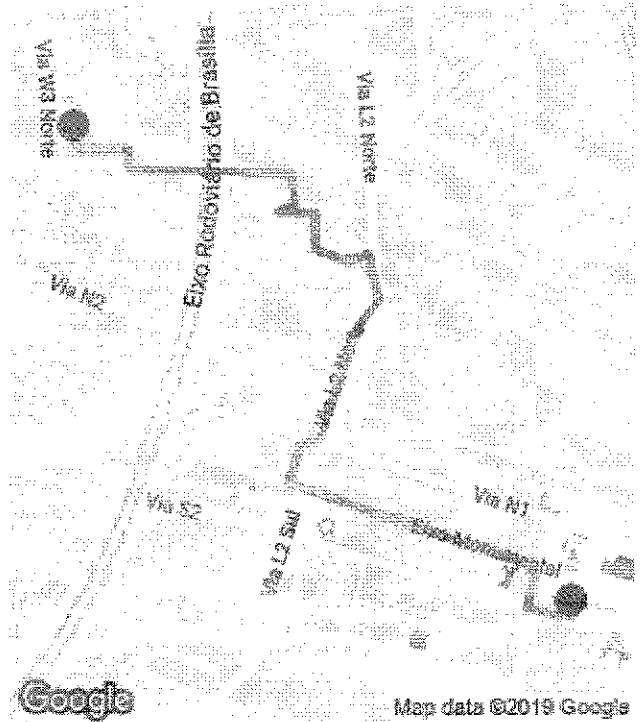 Via W3 Norte
Eixo Rodoviário de Brasília
Via L2 Norte
Via N2
Via S2
Via N1
Via L2 Sul
Google
Map data ©2019 Google